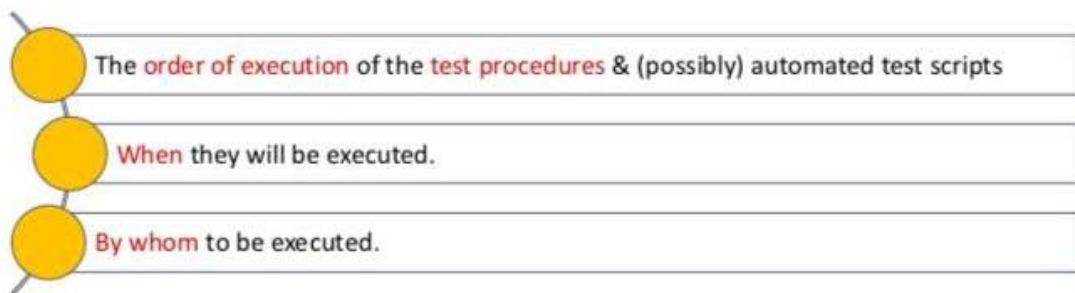 The order of execution of the test procedures & (possibly) automated test scripts
When they will be executed.
By whom to be executed.